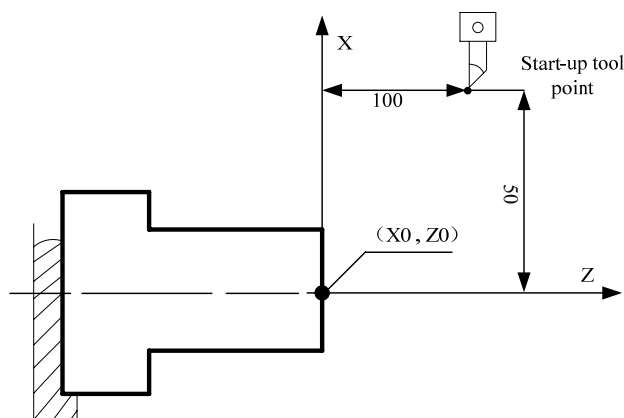 X
Start-up tool
point
100
50
（X0 , Z0）
Z